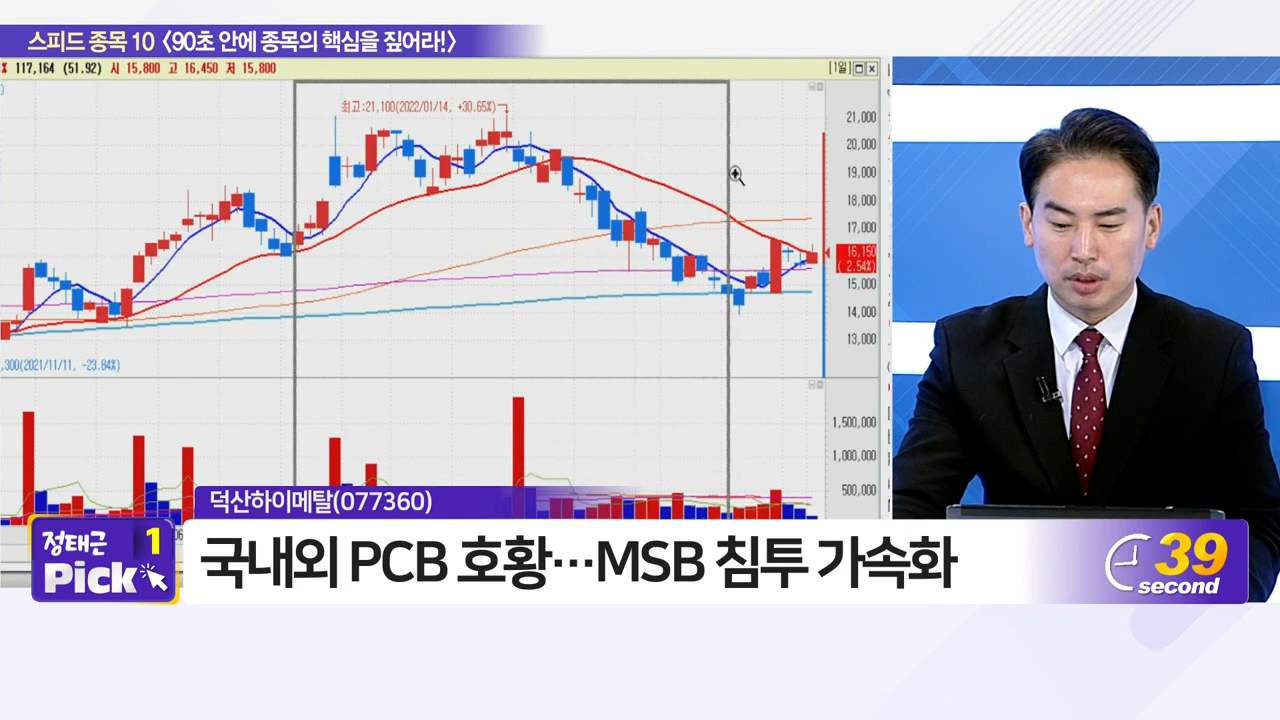 스피드 종목 10 〈90초 안에 종목의 핵심을 짚어라!〉
% 117,164 (51.92) 시 15,800 고 16,450 저 15,800
[1일]
최고:21,100(2022/01/14, +30.65%)
21,000
20,000
19,000
18,000
17,000
16,150
( 2.54%)
15,000
14,000
13,000
,300(2021/11/11, -23.84%)
1,500,000
1,000,000
500,000
덕산하이메탈(077360)
정태근 1
Pick
국내외 PCB 호황…MSB 침투 가속화
39
second